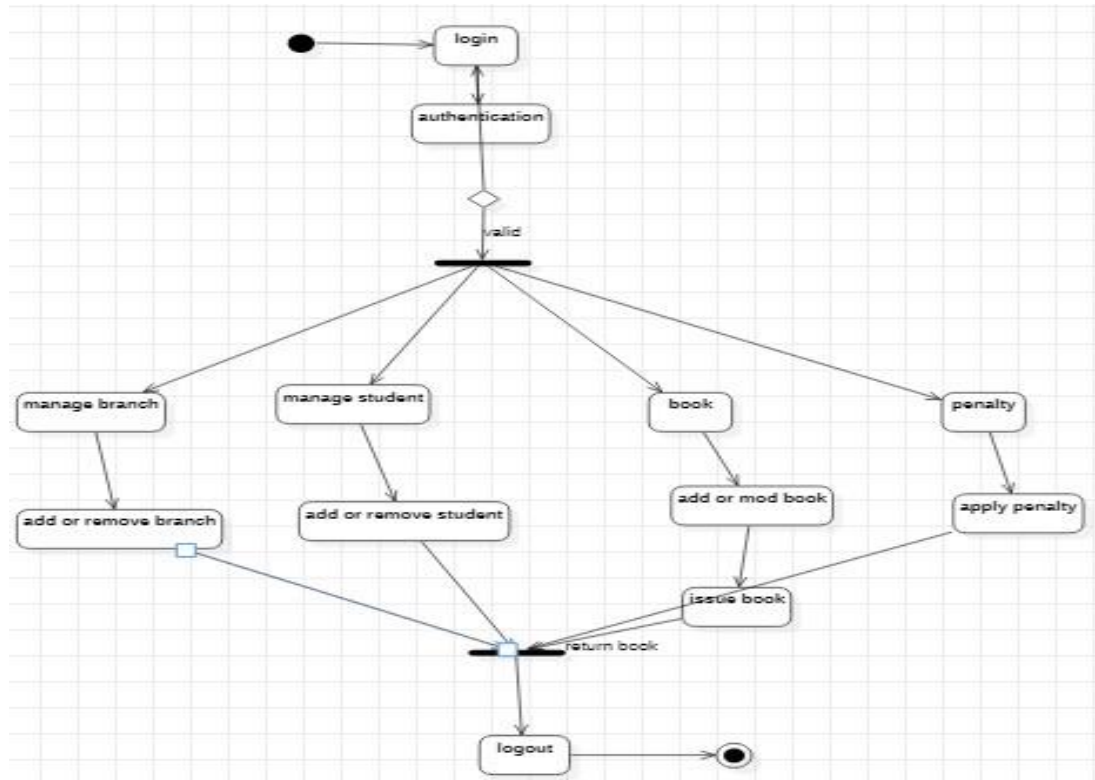 login
authentication
valid
manage branch
manage student
book
penalty
add or remove branch
add or remove student
add or mod book
apply penalty
issue book
return book
logout